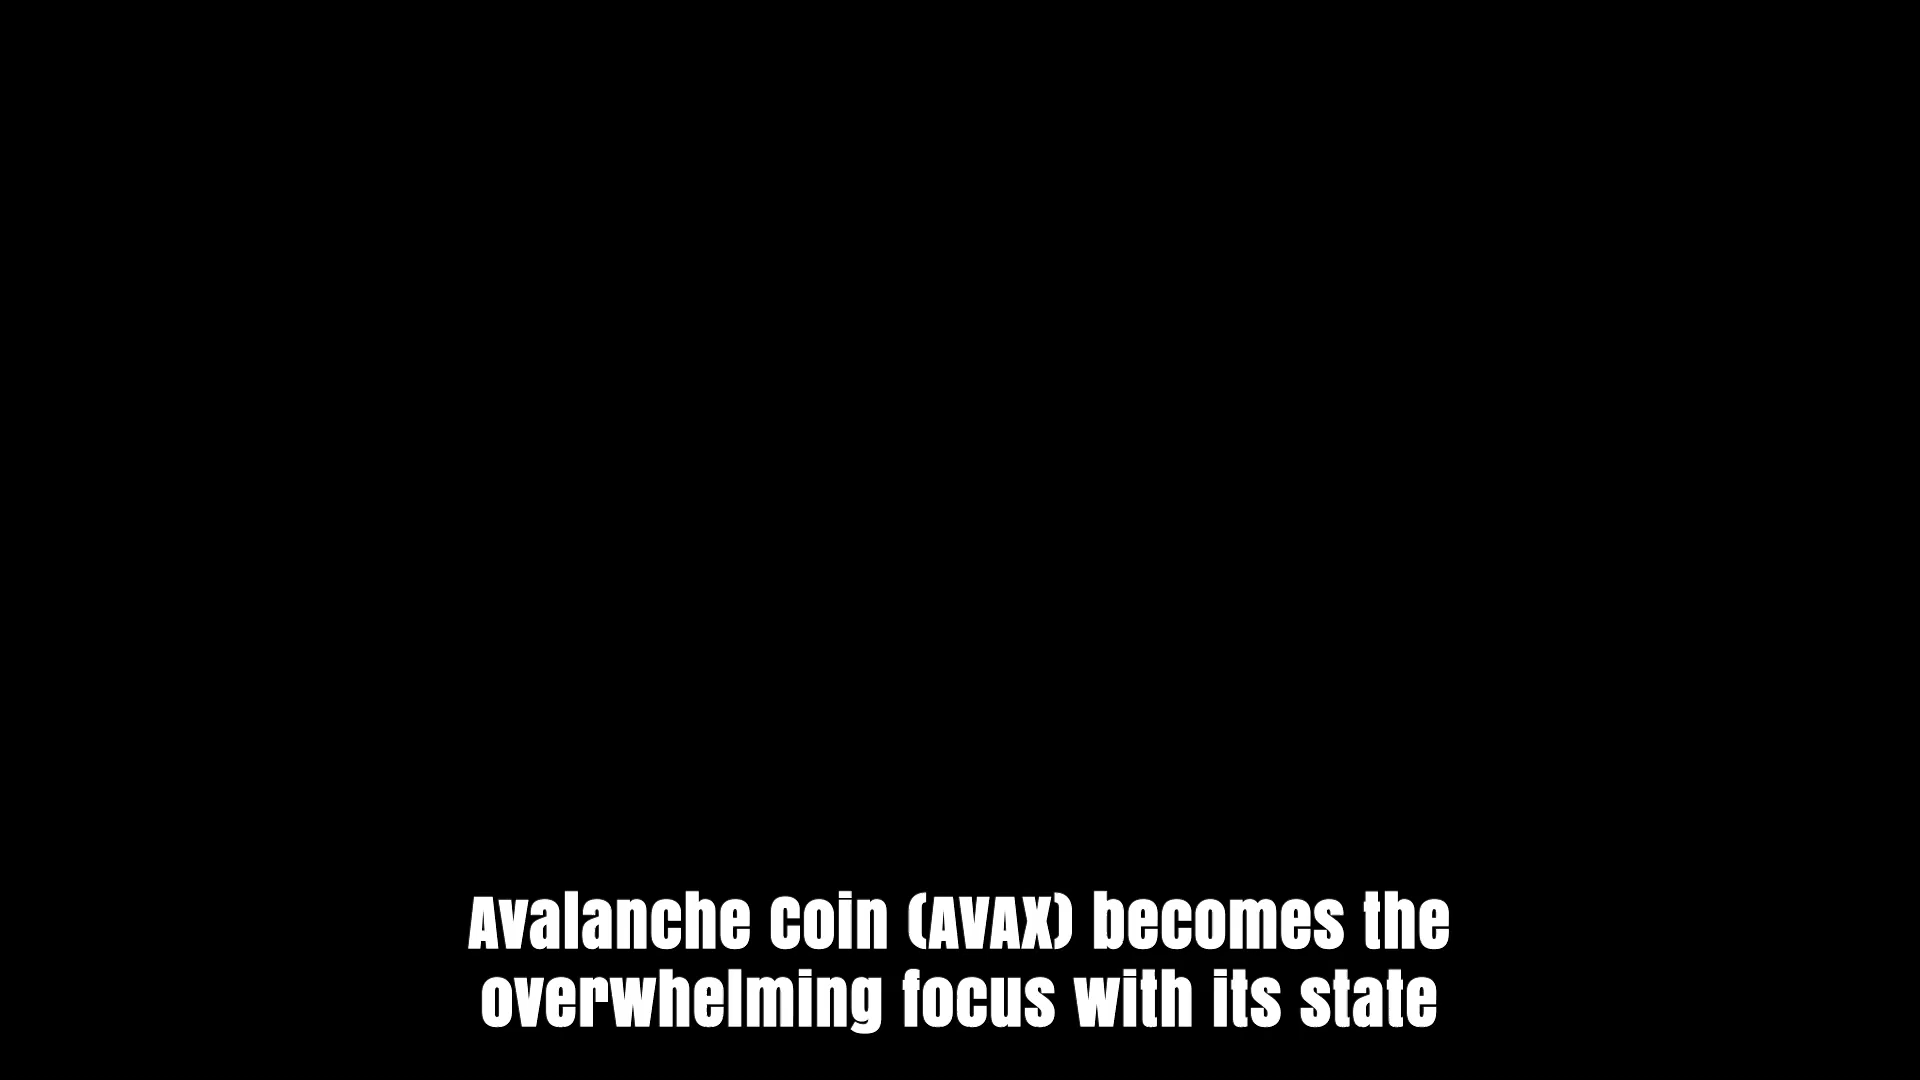 Avalanche Coin (AVAX) becomes the
overwhelming focus with its state